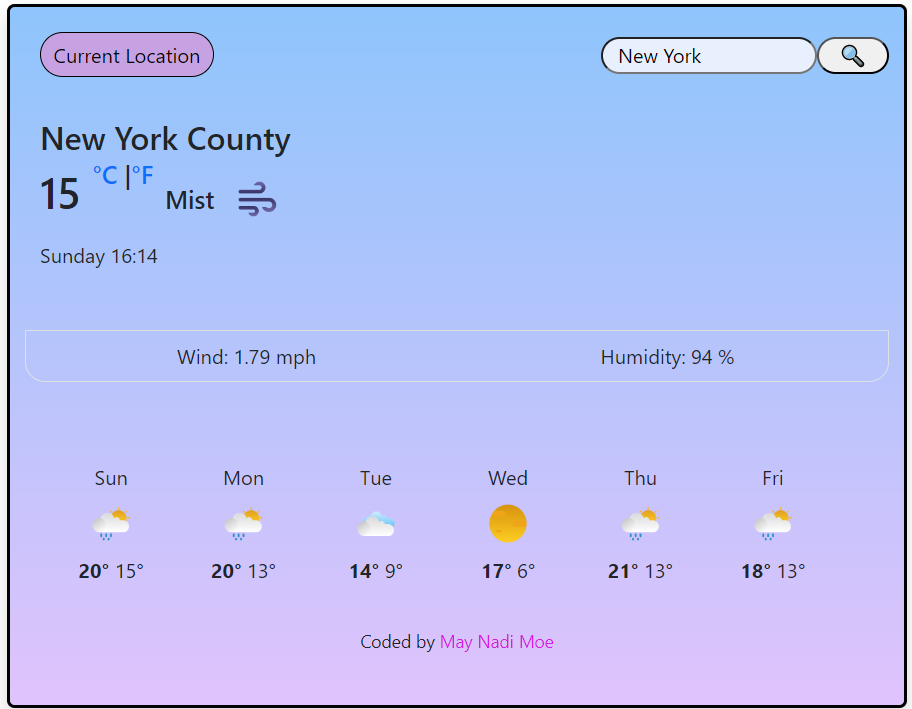 Current Location
New York
New York County
15 °C |°F Mist
Sunday 16:14
Wind: 1.79 mph Humidity: 94 %
Sun Mon Tue Wed Thu Fri
20° 15° 20° 13° 14° 9° 17° 6° 21° 13° 18° 13°
Coded by May Nadi Moe